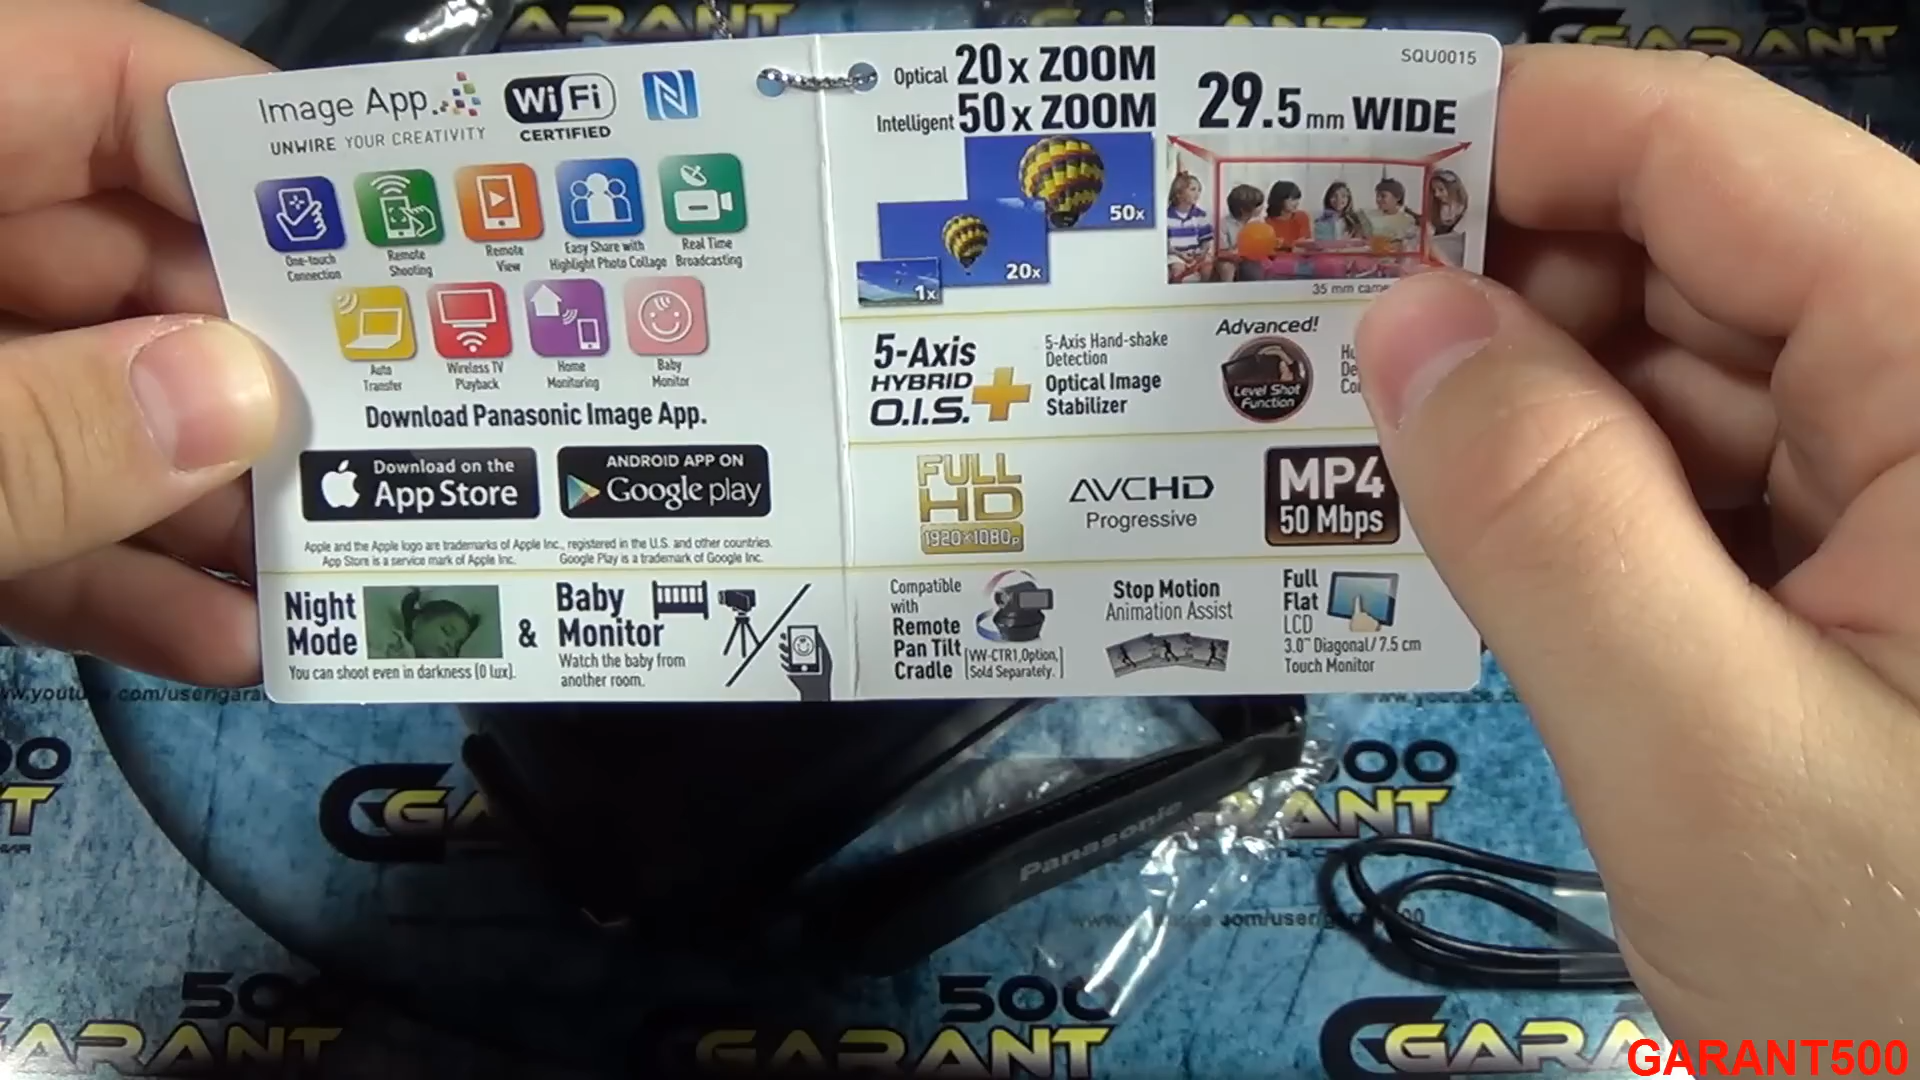 Image App.
UNWIRE YOUR CREATIVITY
Wi Fi
CERTIFIED
N
One-touch
Connection
Remote
Shooting
Remote
View
Easy Share with
Highlight Photo Collage
Real Time
Broadcasting
Auto
Transfer
Wireless TV
Playback
Home
Monitoring
Baby
Monitor
Download Panasonic Image App.
Download on the
App Store
ANDROID APP ON
Google play
Apple and the Apple logo are trademarks of Apple Inc., registered in the U.S. and other countries.
App Store is a service mark of Apple Inc.
Google Play is a trademark of Google Inc.
Night
Mode
You can shoot even in darkness (0 lux).
&
Baby
Monitor
Watch the baby from
another room.
SQU0015
Optical 20x ZOOM
Intelligent 50x ZOOM
29.5mm WIDE
50x
20x
1x
35 mm
5-Axis
HYBRID
O.I.S.+
5-Axis Hand-shake
Detection
Optical Image
Stabilizer
Advanced!
Level Shot
Function
FULL
HD
1920×1080p
AVCHD
Progressive
MP4
50 Mbps
Compatible
with
Remote
Pan Tilt
Cradle
(VW-CTR1,Option,
Sold Separately.)
Stop Motion
Animation Assist
Full
Flat
LCD
3.0" Diagonal/7.5 cm
Touch Monitor
Panasonic
500
GARANT
GARANT500